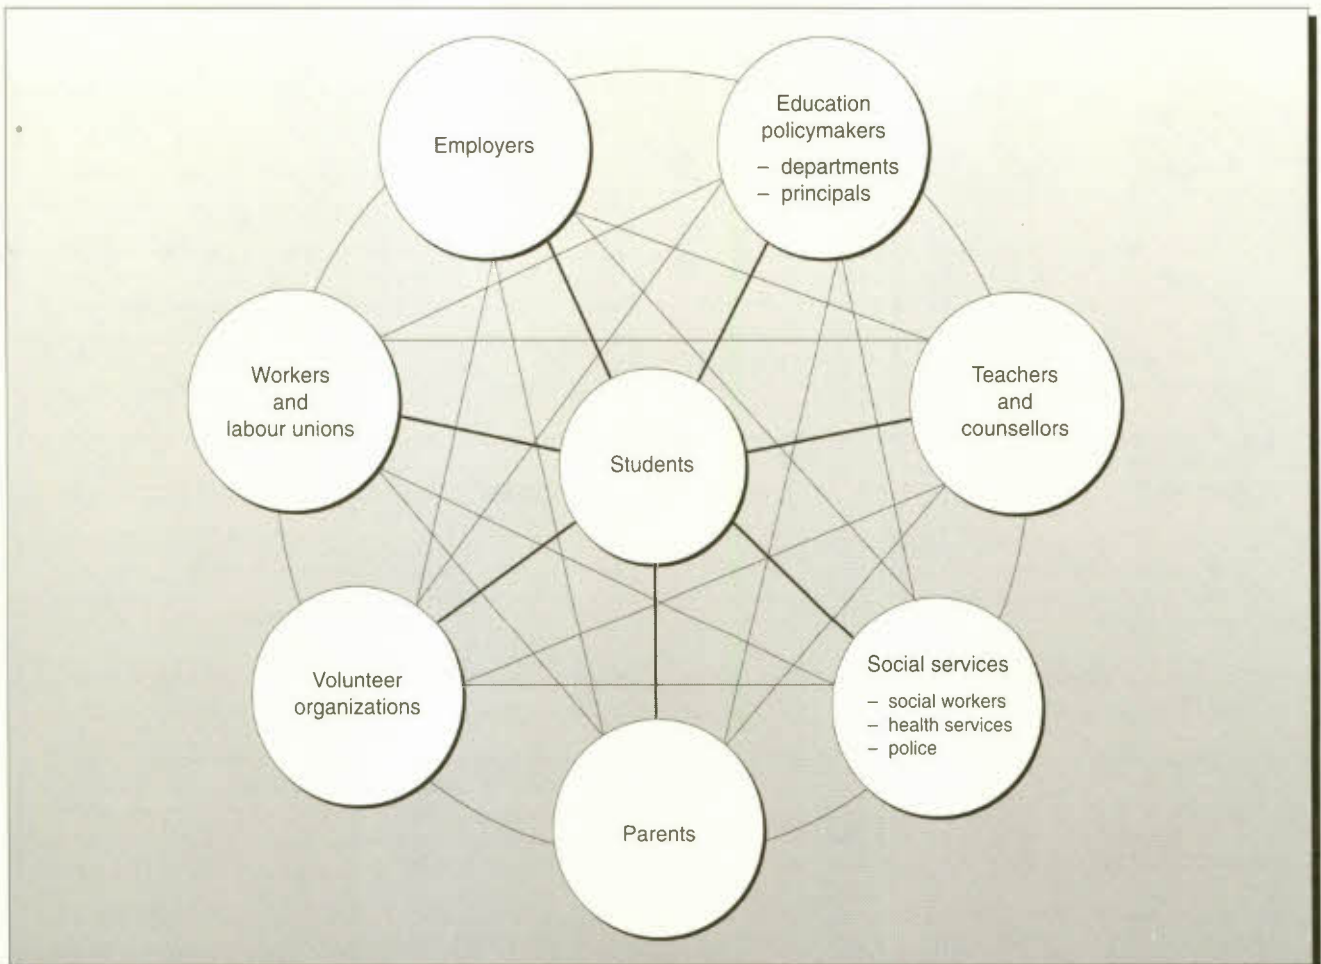 Employers
Education
policymakers
– departments
– principals
Workers
and
labour unions
Teachers
and
counsellors
Students
Volunteer
organizations
Social services
– social workers
– health services
– police
Parents